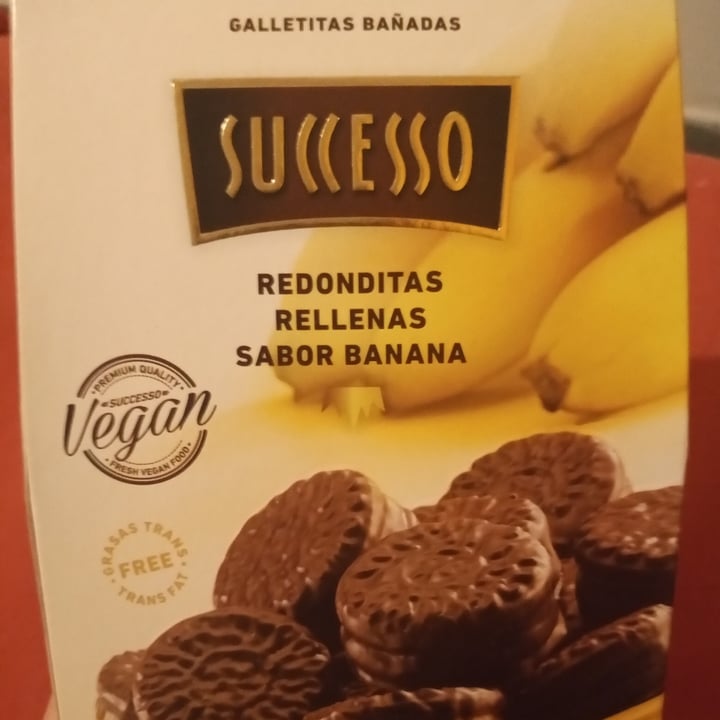 GALLETITAS BAÑADAS
SUCCESSO
REDONDITAS
RELLENAS
SABOR BANANA
PREMIUM QUALITY
SUCCESSO
Vegan
FRESH VEGAN FOOD
GRASAS TRANS
FREE
TRANS FAT